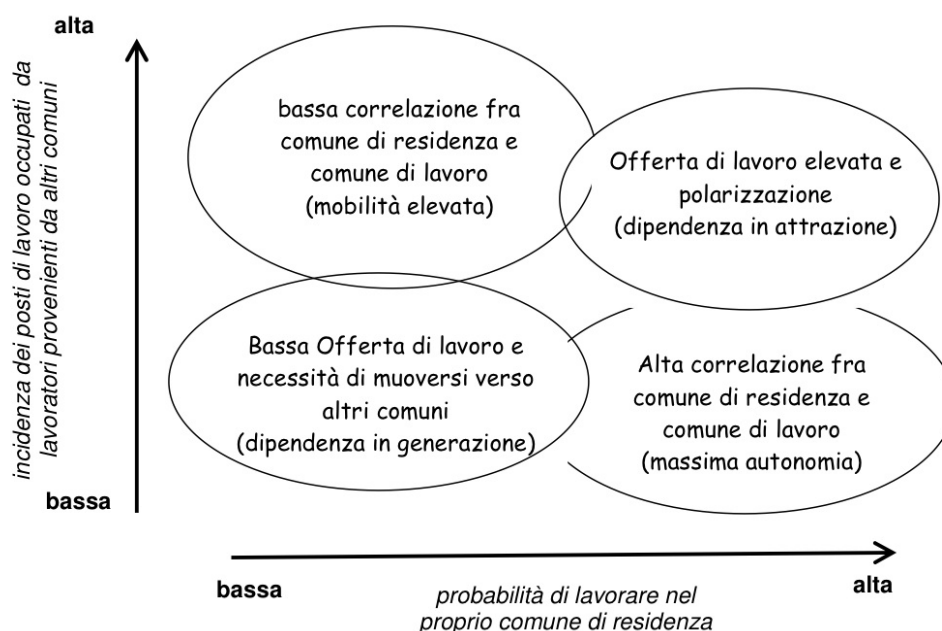 alta
incidenza dei posti di lavoro occupati da
lavoratori provenienti da altri comuni
bassa
bassa correlazione fra
comune di residenza e
comune di lavoro
(mobilità elevata)
Offerta di lavoro elevata e
polarizzazione
(dipendenza in attrazione)
Bassa Offerta di lavoro e
necessità di muoversi verso
altri comuni
(dipendenza in generazione)
Alta correlazione fra
comune di residenza e
comune di lavoro
(massima autonomia)
bassa
probabilità di lavorare nel
proprio comune di residenza
alta